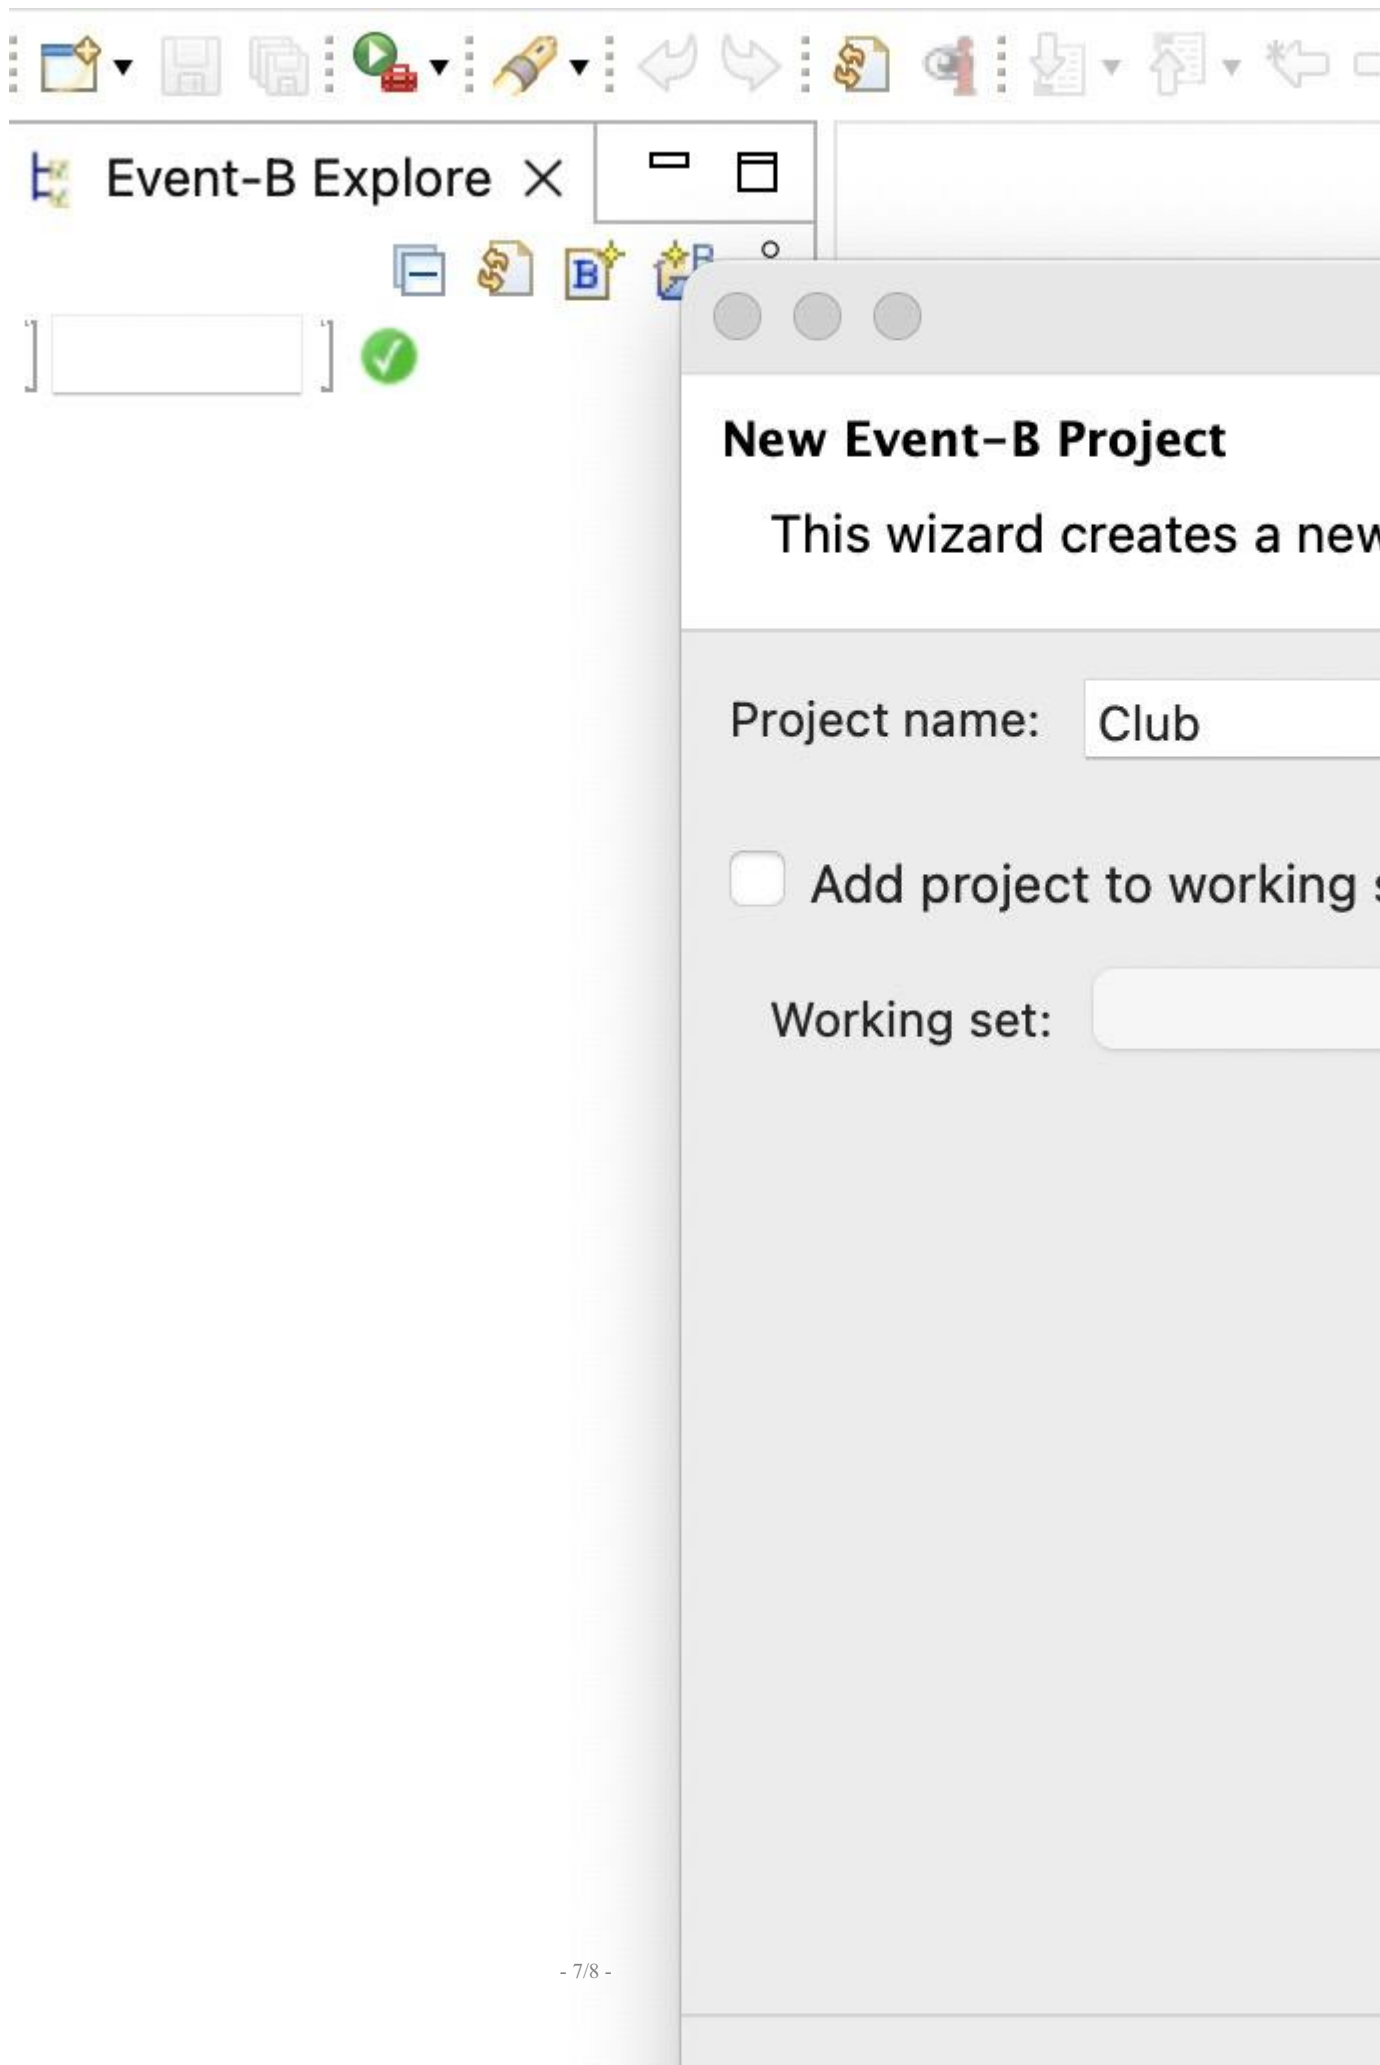 Event-B Explore
New Event-B Project
This wizard creates a new
Project name:
Club
Add project to working
Working set:
- 7/8 -